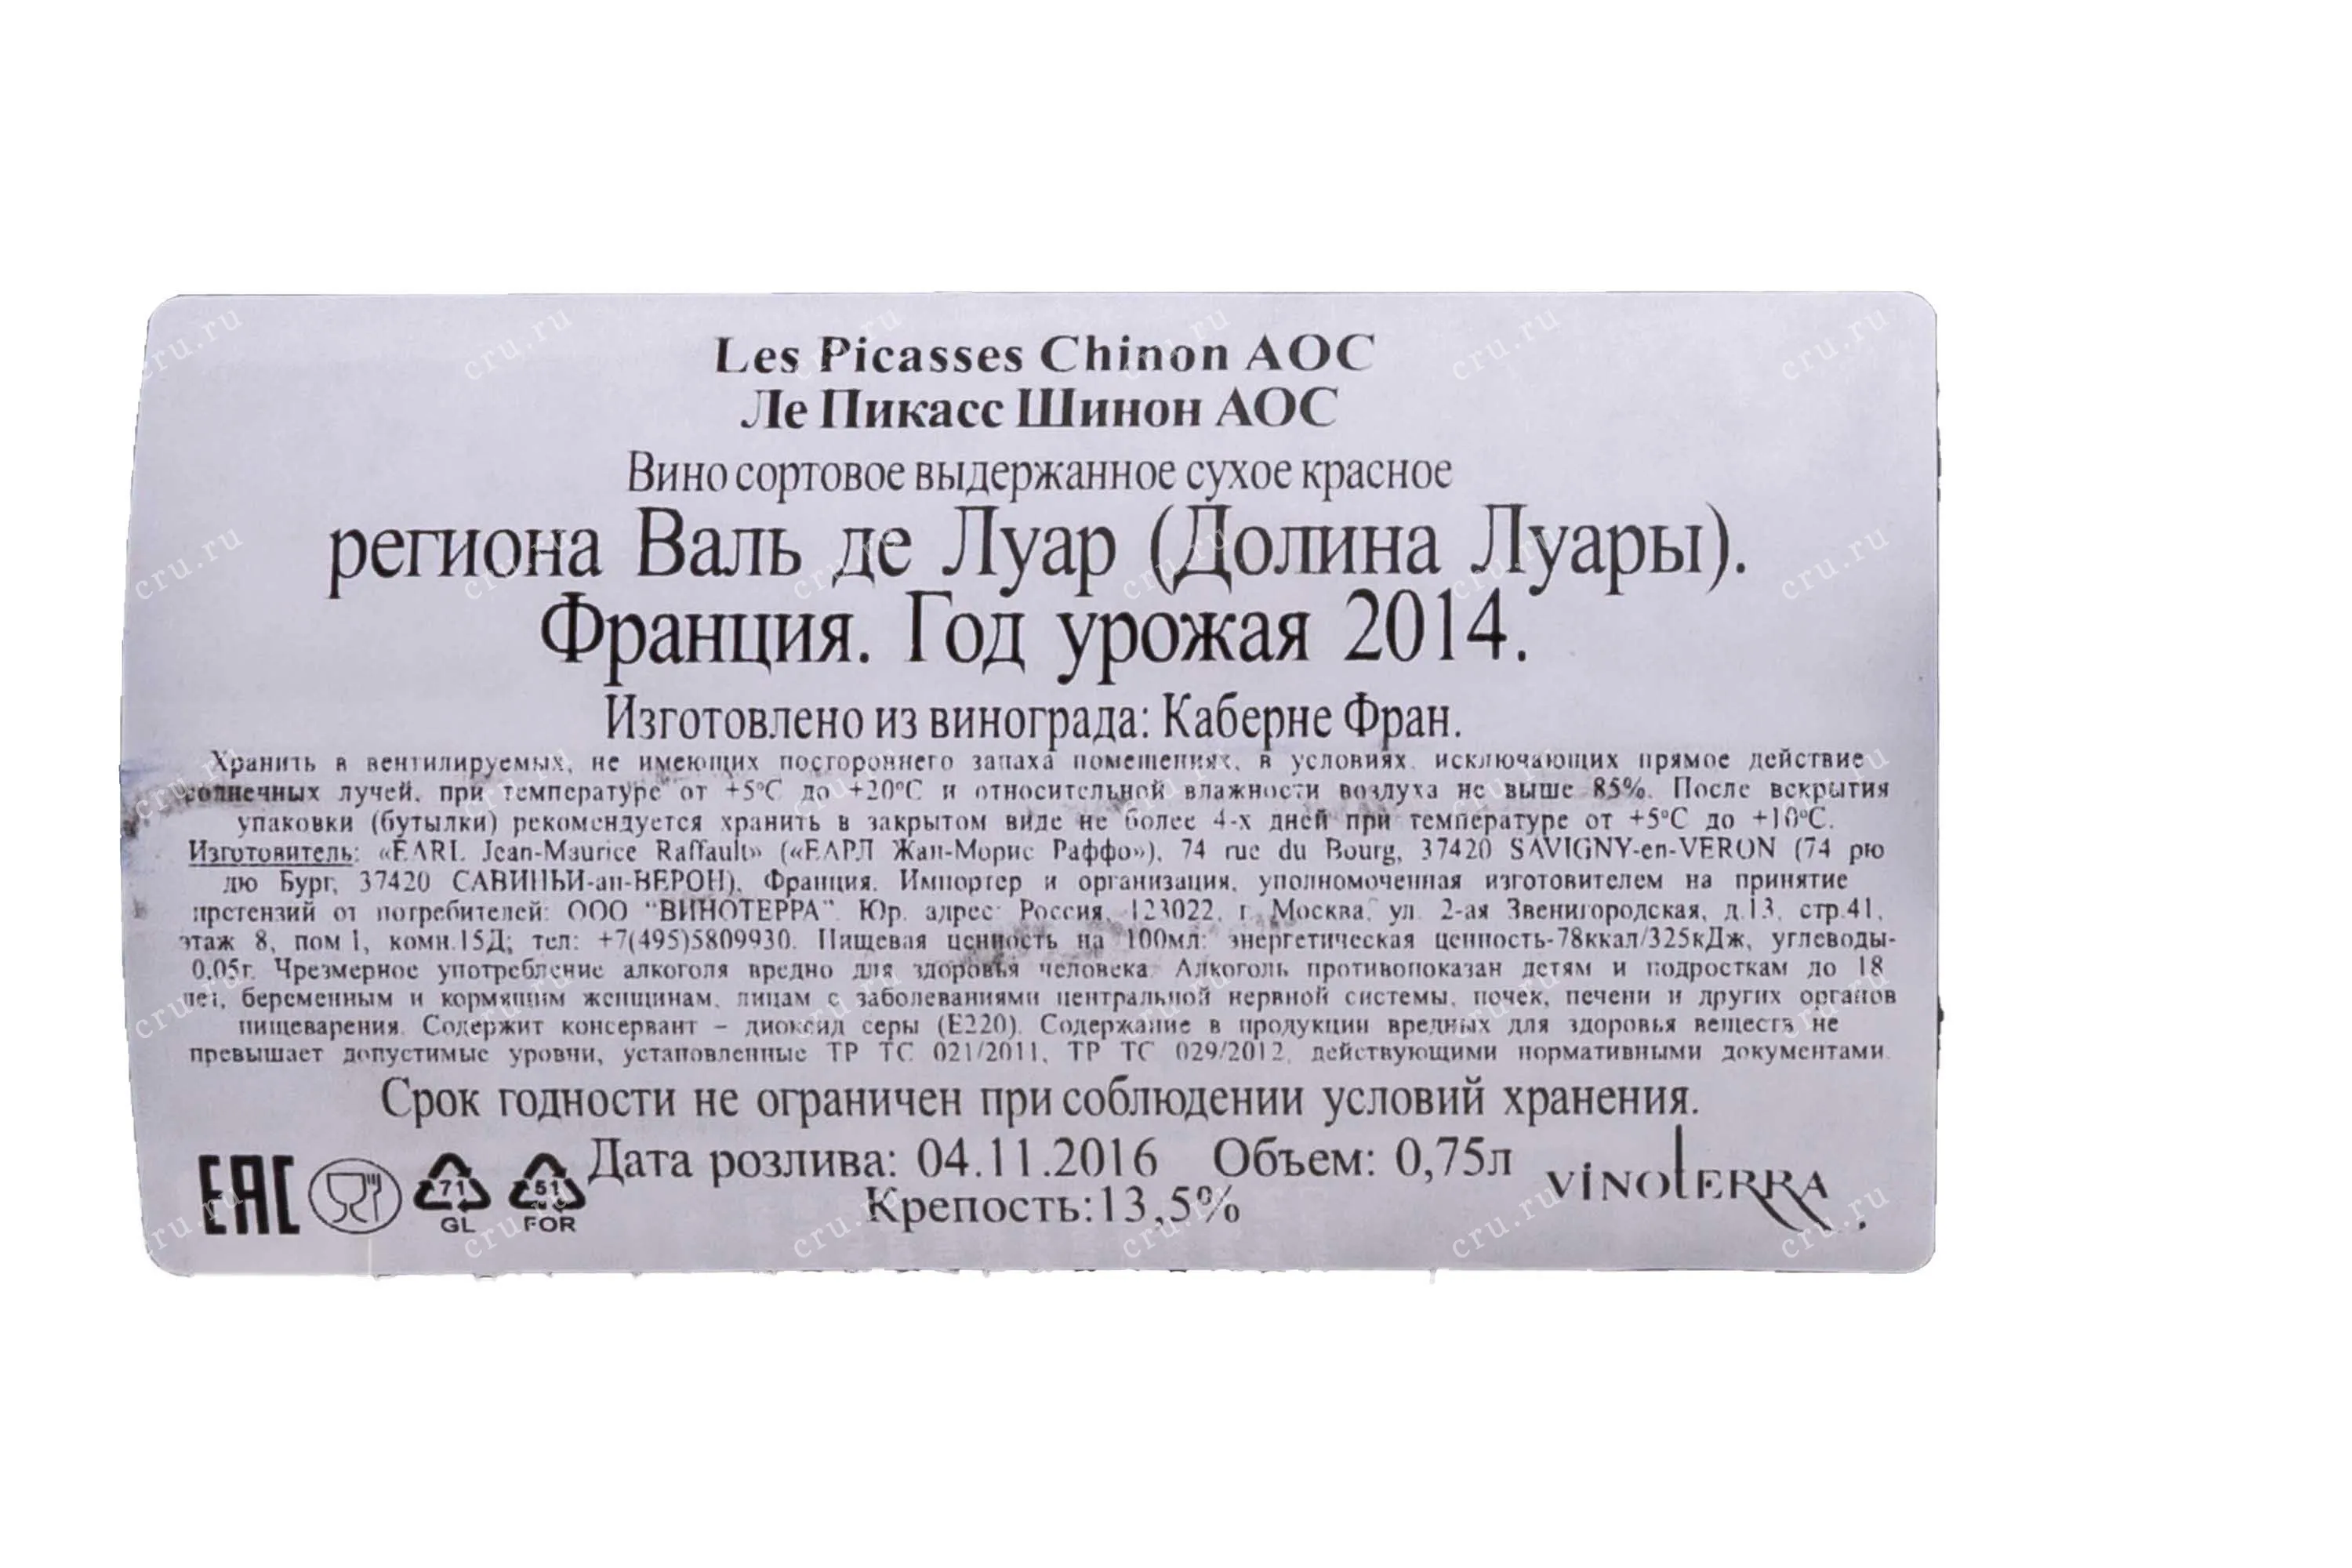 Les Picasses Chinon AOC
Ле Пикасс Шинон АОС
Вино сортовое выдержанное сухое красное
региона Валь де Луар (Долина Луары).
Франция. Год урожая 2014.
Изготовлено из винограда: Каберне Фран.
Хранить в вентилируемых, не имеющих постороннего запаха помещениях, в условиях, исключающих прямое действие
солнечных лучей, при температуре от +5°С до +20°С и относительной влажности воздуха не выше 85%. После вскрытия
упаковки (бутылки) рекомендуется хранить в закрытом виде не более 4-х дней при температуре от +5°С до +10°С.
Изготовитель: «EARL Jean-Maurice Raffault» («ЕАРЛ Жан-Морис Раффо»), 74 rue du Bourg, 37420 SAVIGNY-en-VERON (74 рю
дю Бург, 37420 САВИНЬИ-ан-ВЕРОН), Франция. Импортер и организация, уполномоченная изготовителем на принятие
претензий от потребителей: ООО "ВИНОТЕРРА". Юр. адрес: Россия, 123022, г. Москва, ул. 2-ая Звенигородская, д.13, стр.41,
этаж 8, пом 1, комн.15Д; тел: +7(495)5809930. Пищевая ценность на 100мл: энергетическая ценность-78ккал/325кДж, углеводы-
0,05г. Чрезмерное употребление алкоголя вредно для здоровья человека. Алкоголь противопоказан детям и подросткам до 18
лет, беременным и кормящим женщинам, лицам с заболеваниями центральной нервной системы, почек, печени и других органов
пищеварения. Содержит консервант – диоксид серы (Е220). Содержание в продукции вредных для здоровья веществ не
превышает допустимые уровни, установленные ТР ТС 021/2011, ТР ТС 029/2012, действующими нормативными документами.
Срок годности не ограничен при соблюдении условий хранения.
Дата розлива: 04.11.2016 Объем: 0,75л
Крепость:13,5%
EAC
71
GL
51
FOR
VINOTERRA
cru.ru